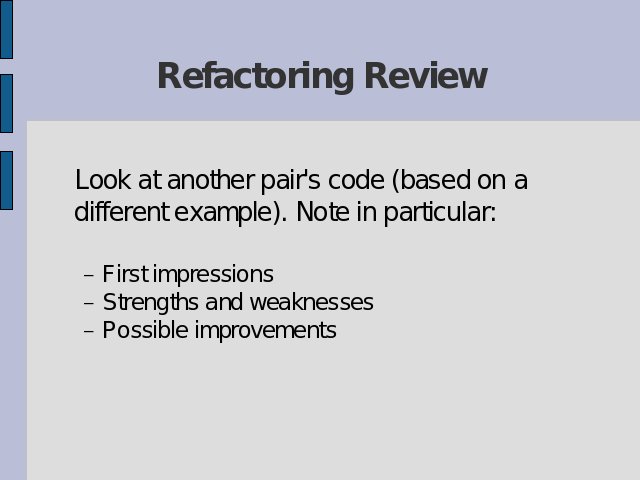 Refactoring Review
Look at another pair's code (based on a
different example). Note in particular:
– First impressions
– Strengths and weaknesses
– Possible improvements